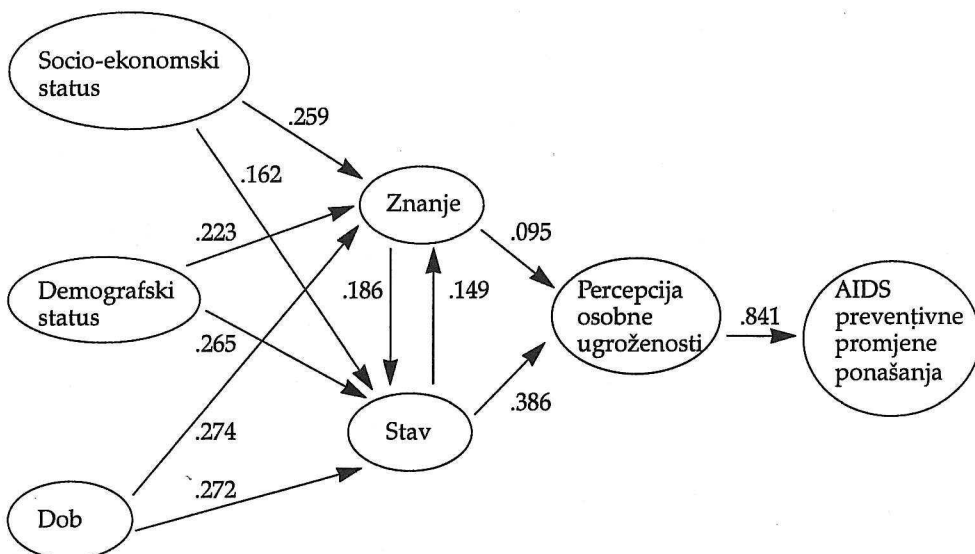 Socio-ekonomski
status
.259
.162
Znanje
.223
.095
Demografski
status
.186
.149
Percepcija
osobne
ugroženosti
.841
AIDS
preventivne
promjene
ponašanja
.265
.386
Stav
.274
.272
Dob